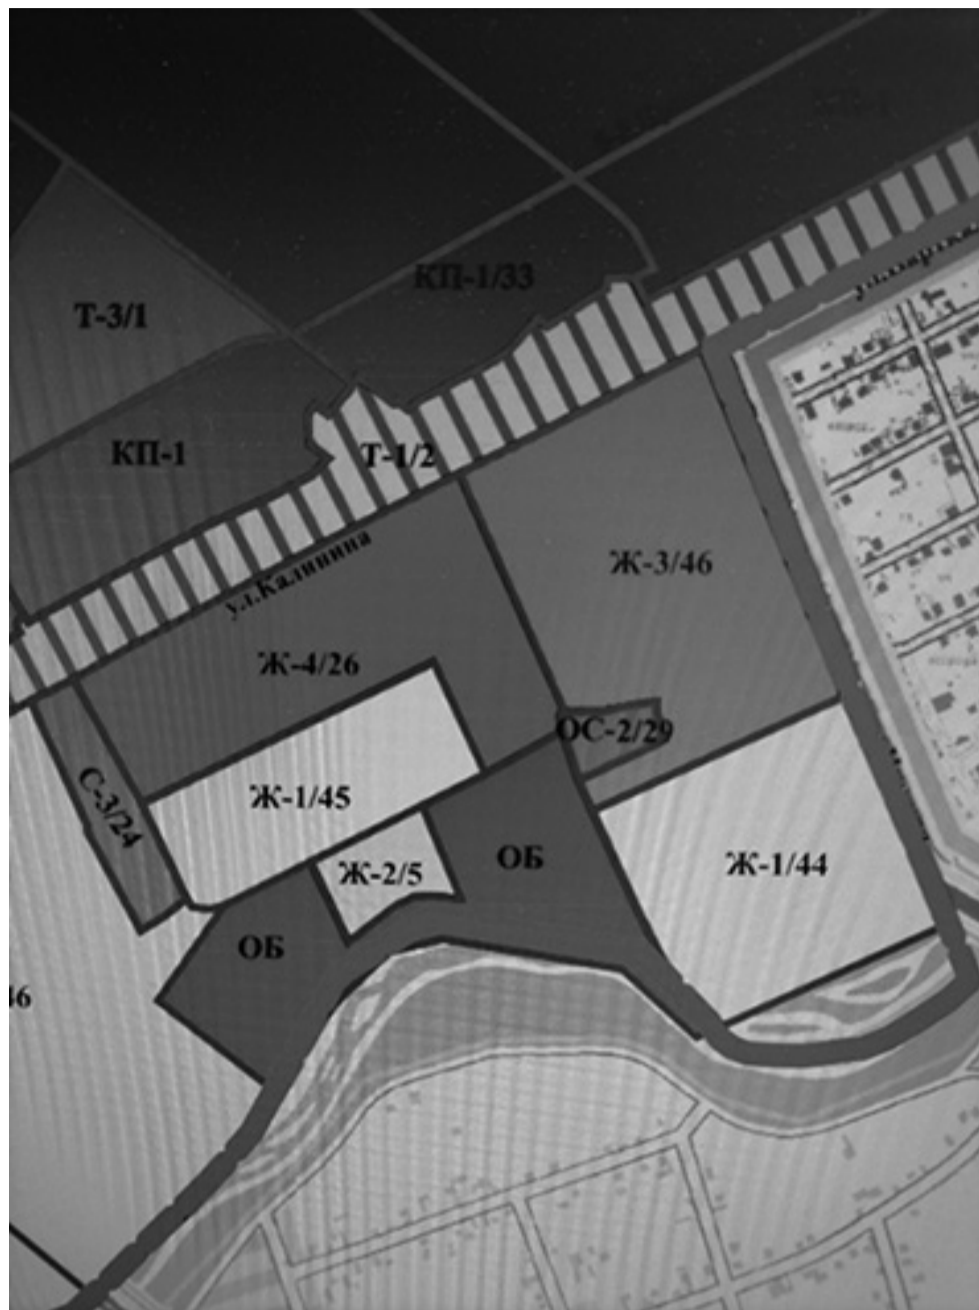 КП-1/33
Т-3/1
КП-1
Т-1/2
ул.Калинина
Ж-3/46
Ж-4/26
ОС-2/29
С-3/24
Ж-1/45
Ж-2/5
ОБ
Ж-1/44
ОБ
46